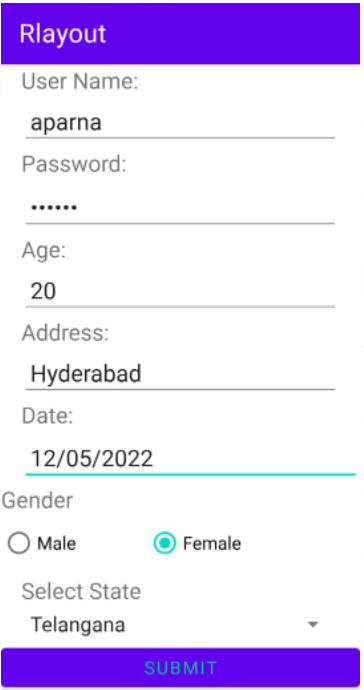 Rlayout
User Name:
aparna
Password:
••••••
Age:
20
Address:
Hyderabad
Date:
12/05/2022
Gender
Male Female
Select State
Telangana
SUBMIT